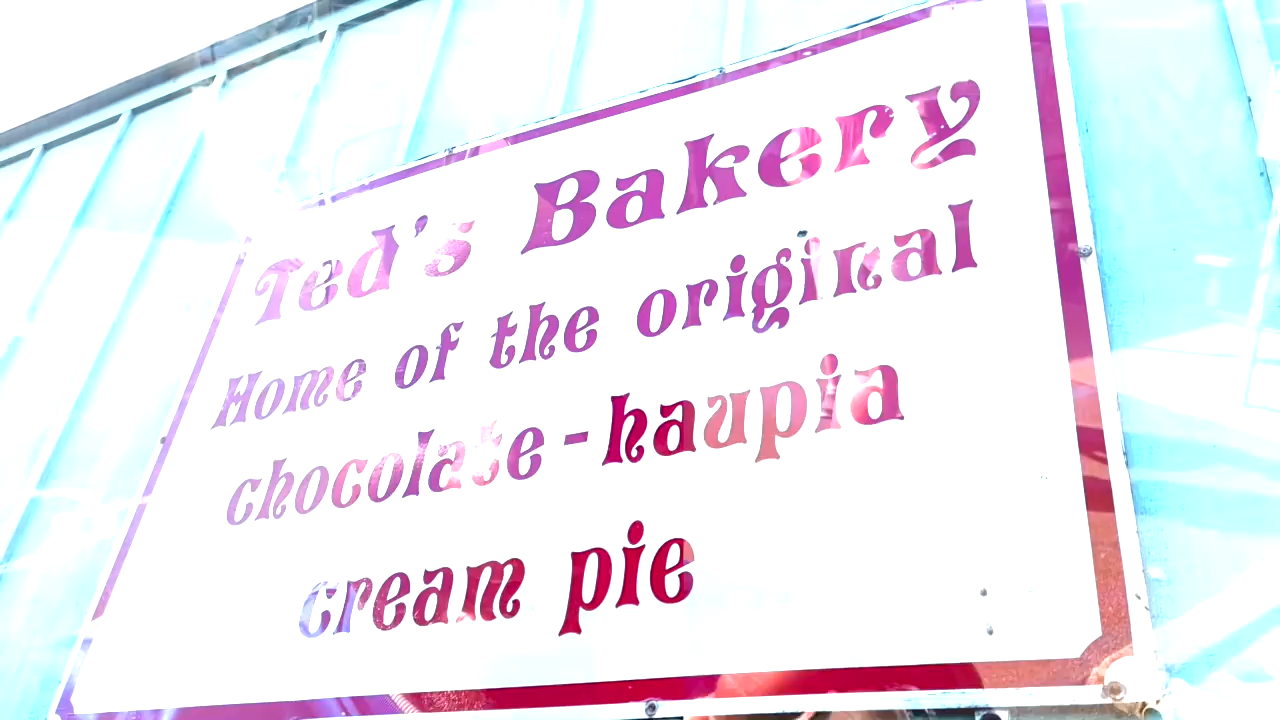 Ted's Bakery
Home of the original
chocolate-haupia
cream pie